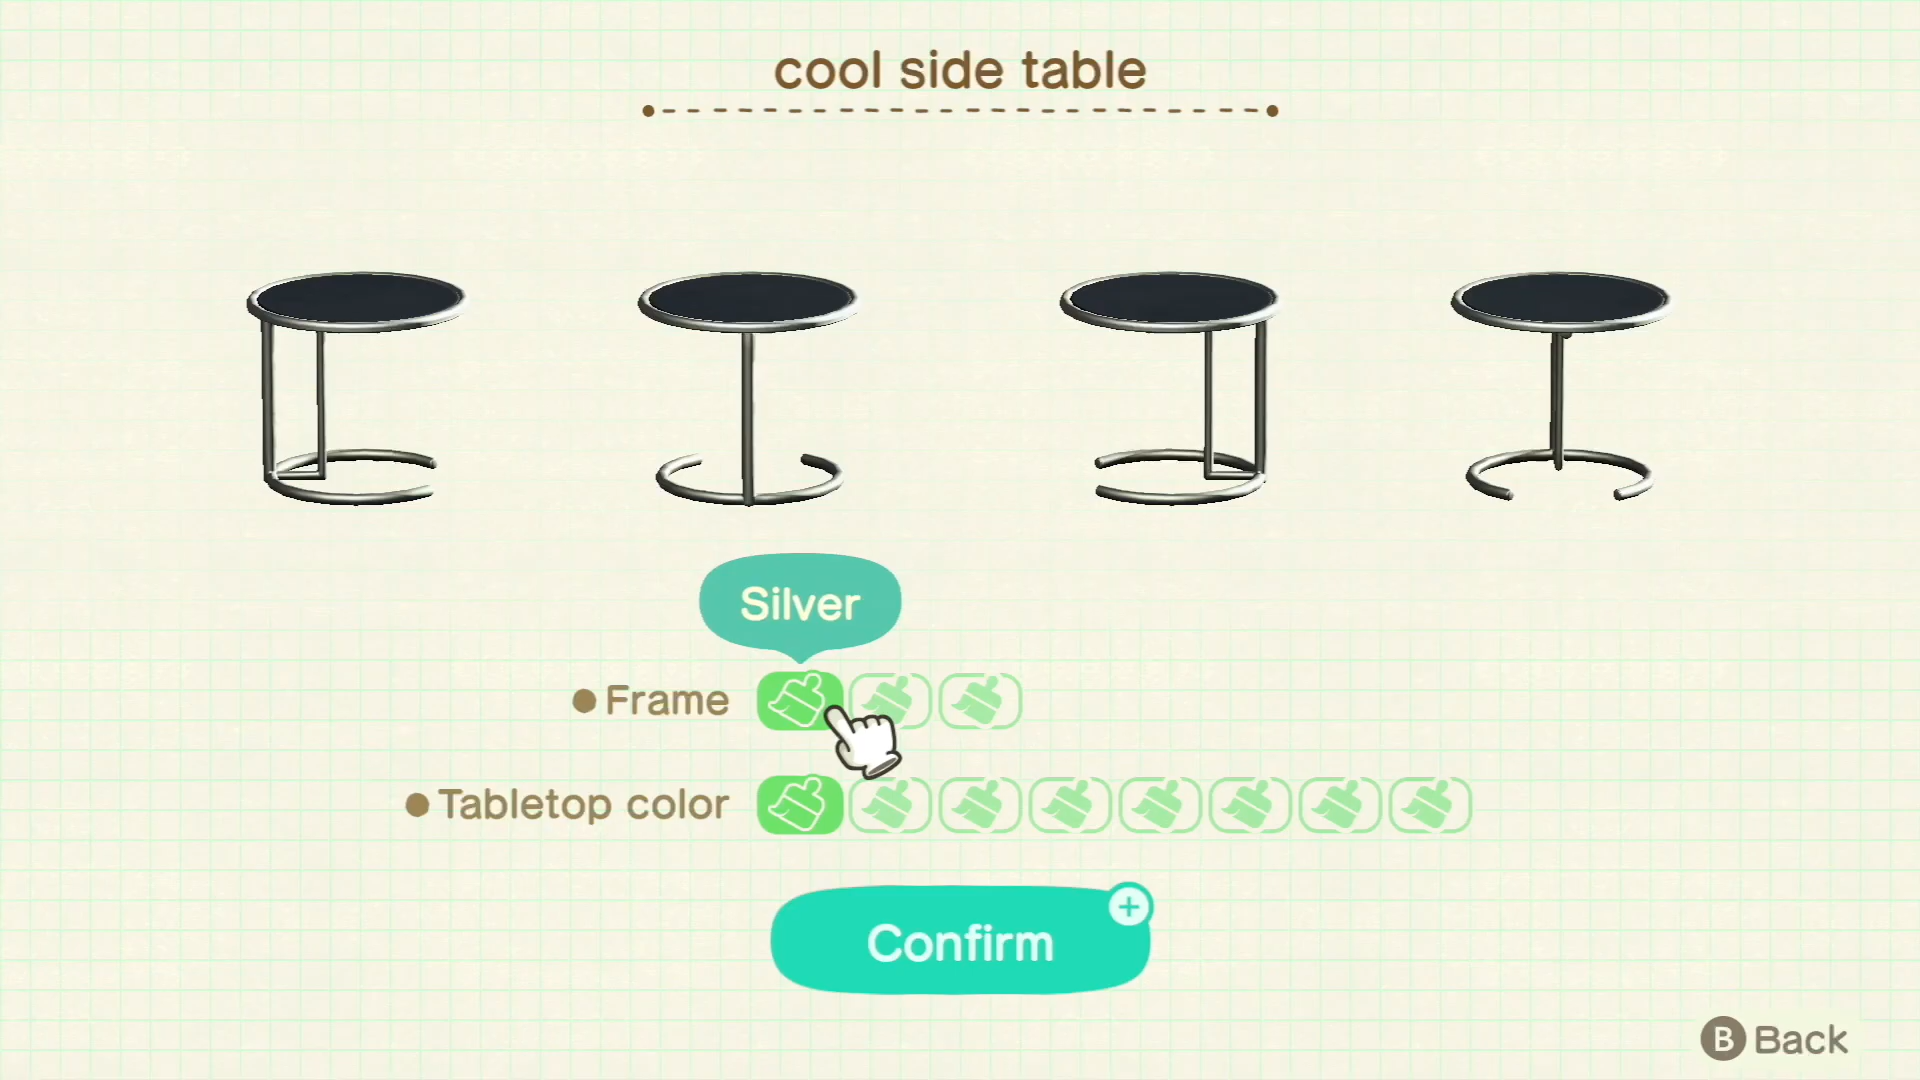 cool side table
Silver
Frame
Tabletop color
Confirm
B Back